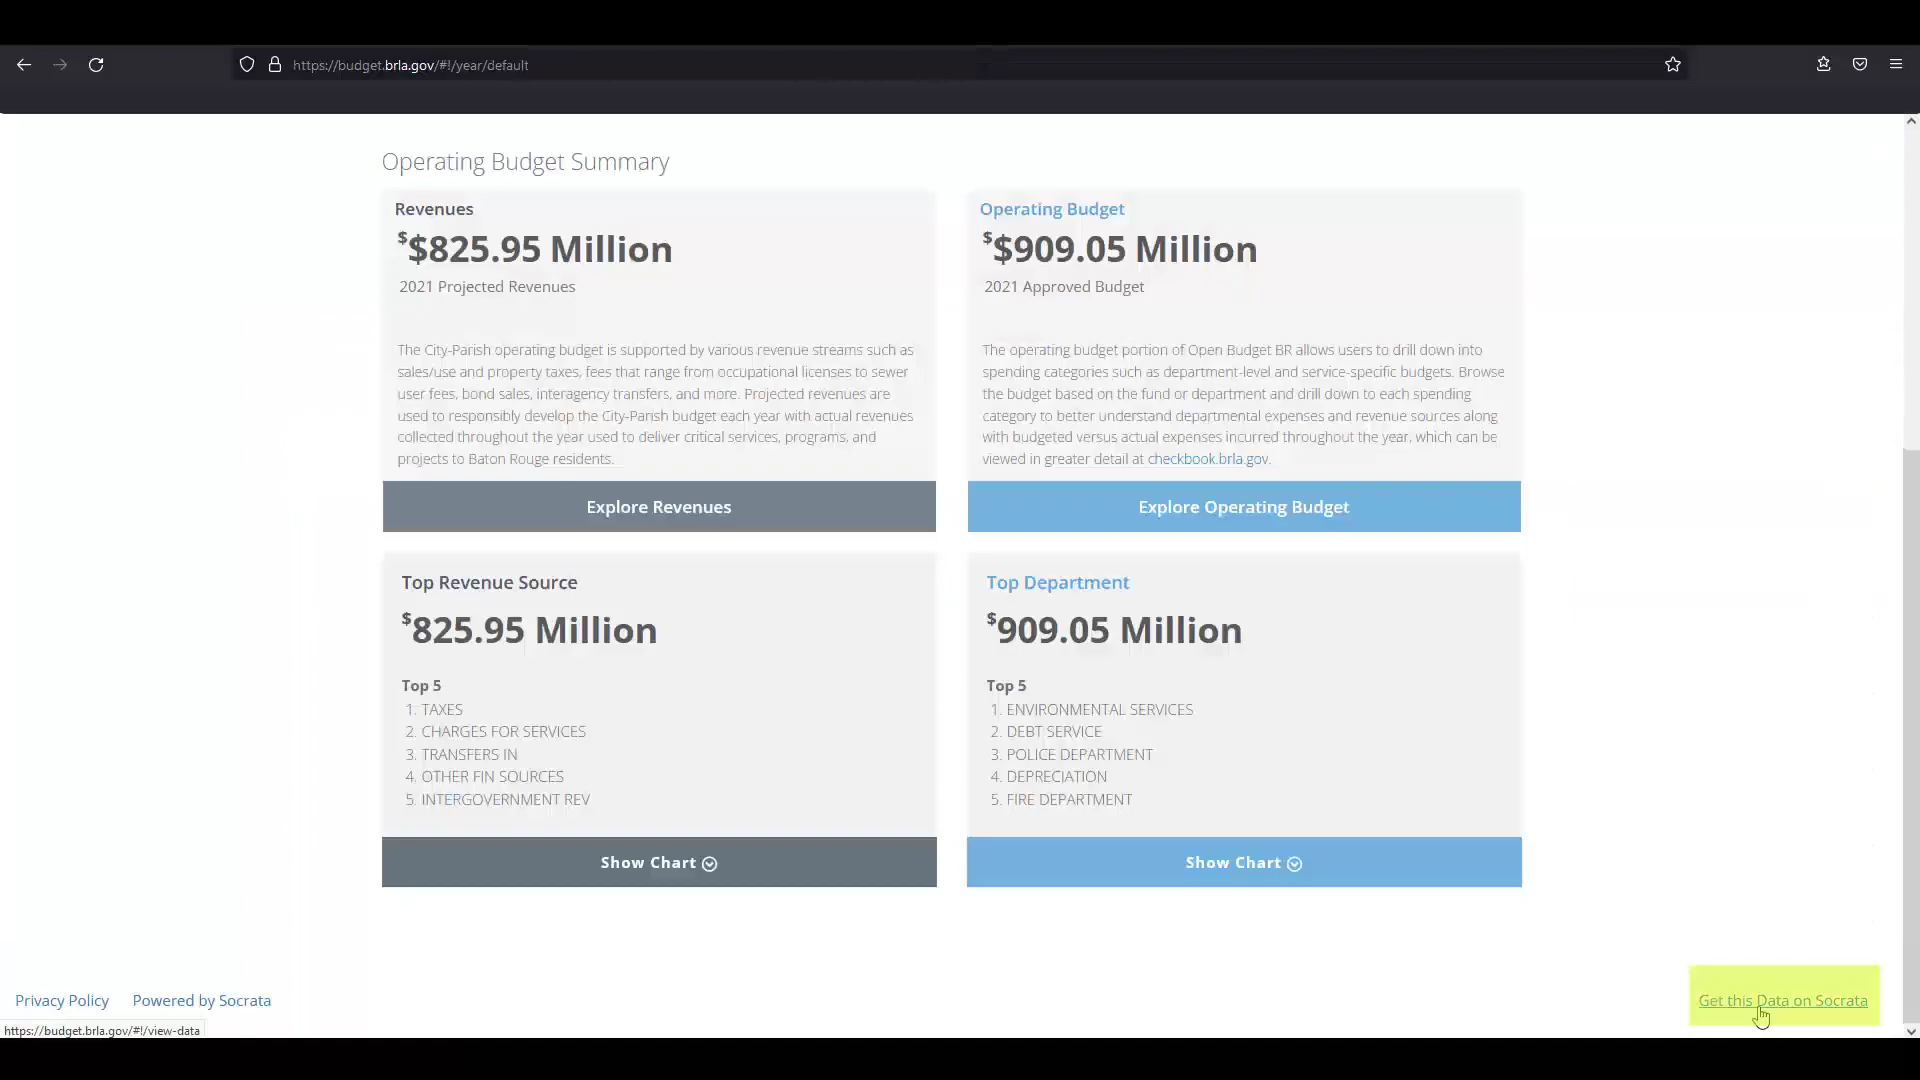 https://budget.brla.gov/#!/year/default
Operating Budget Summary
Revenues
$$825.95 Million
2021 Projected Revenues
The City-Parish operating budget is supported by various revenue streams such as
sales/use and property taxes, fees that range from occupational licenses to sewer
user fees, bond sales, interagency transfers, and more. Projected revenues are
used to responsibly develop the City-Parish budget each year with actual revenues
collected throughout the year used to deliver critical services, programs, and
projects to Baton Rouge residents.
Explore Revenues
Operating Budget
$$909.05 Million
2021 Approved Budget
The operating budget portion of Open Budget BR allows users to drill down into
spending categories such as department-level and service-specific budgets. Browse
the budget based on the fund or department and drill down to each spending
category to better understand departmental expenses and revenue sources along
with budgeted versus actual expenses incurred throughout the year, which can be
viewed in greater detail at checkbook.brla.gov.
Explore Operating Budget
Top Revenue Source
$825.95 Million
Top 5
1. TAXES
2. CHARGES FOR SERVICES
3. TRANSFERS IN
4. OTHER FIN SOURCES
5. INTERGOVERNMENT REV
Show Chart
Top Department
$909.05 Million
Top 5
1. ENVIRONMENTAL SERVICES
2. DEBT SERVICE
3. POLICE DEPARTMENT
4. DEPRECIATION
5. FIRE DEPARTMENT
Show Chart
Privacy Policy Powered by Socrata
Get this Data on Socrata
https://budget.brla.gov/#!/view-data